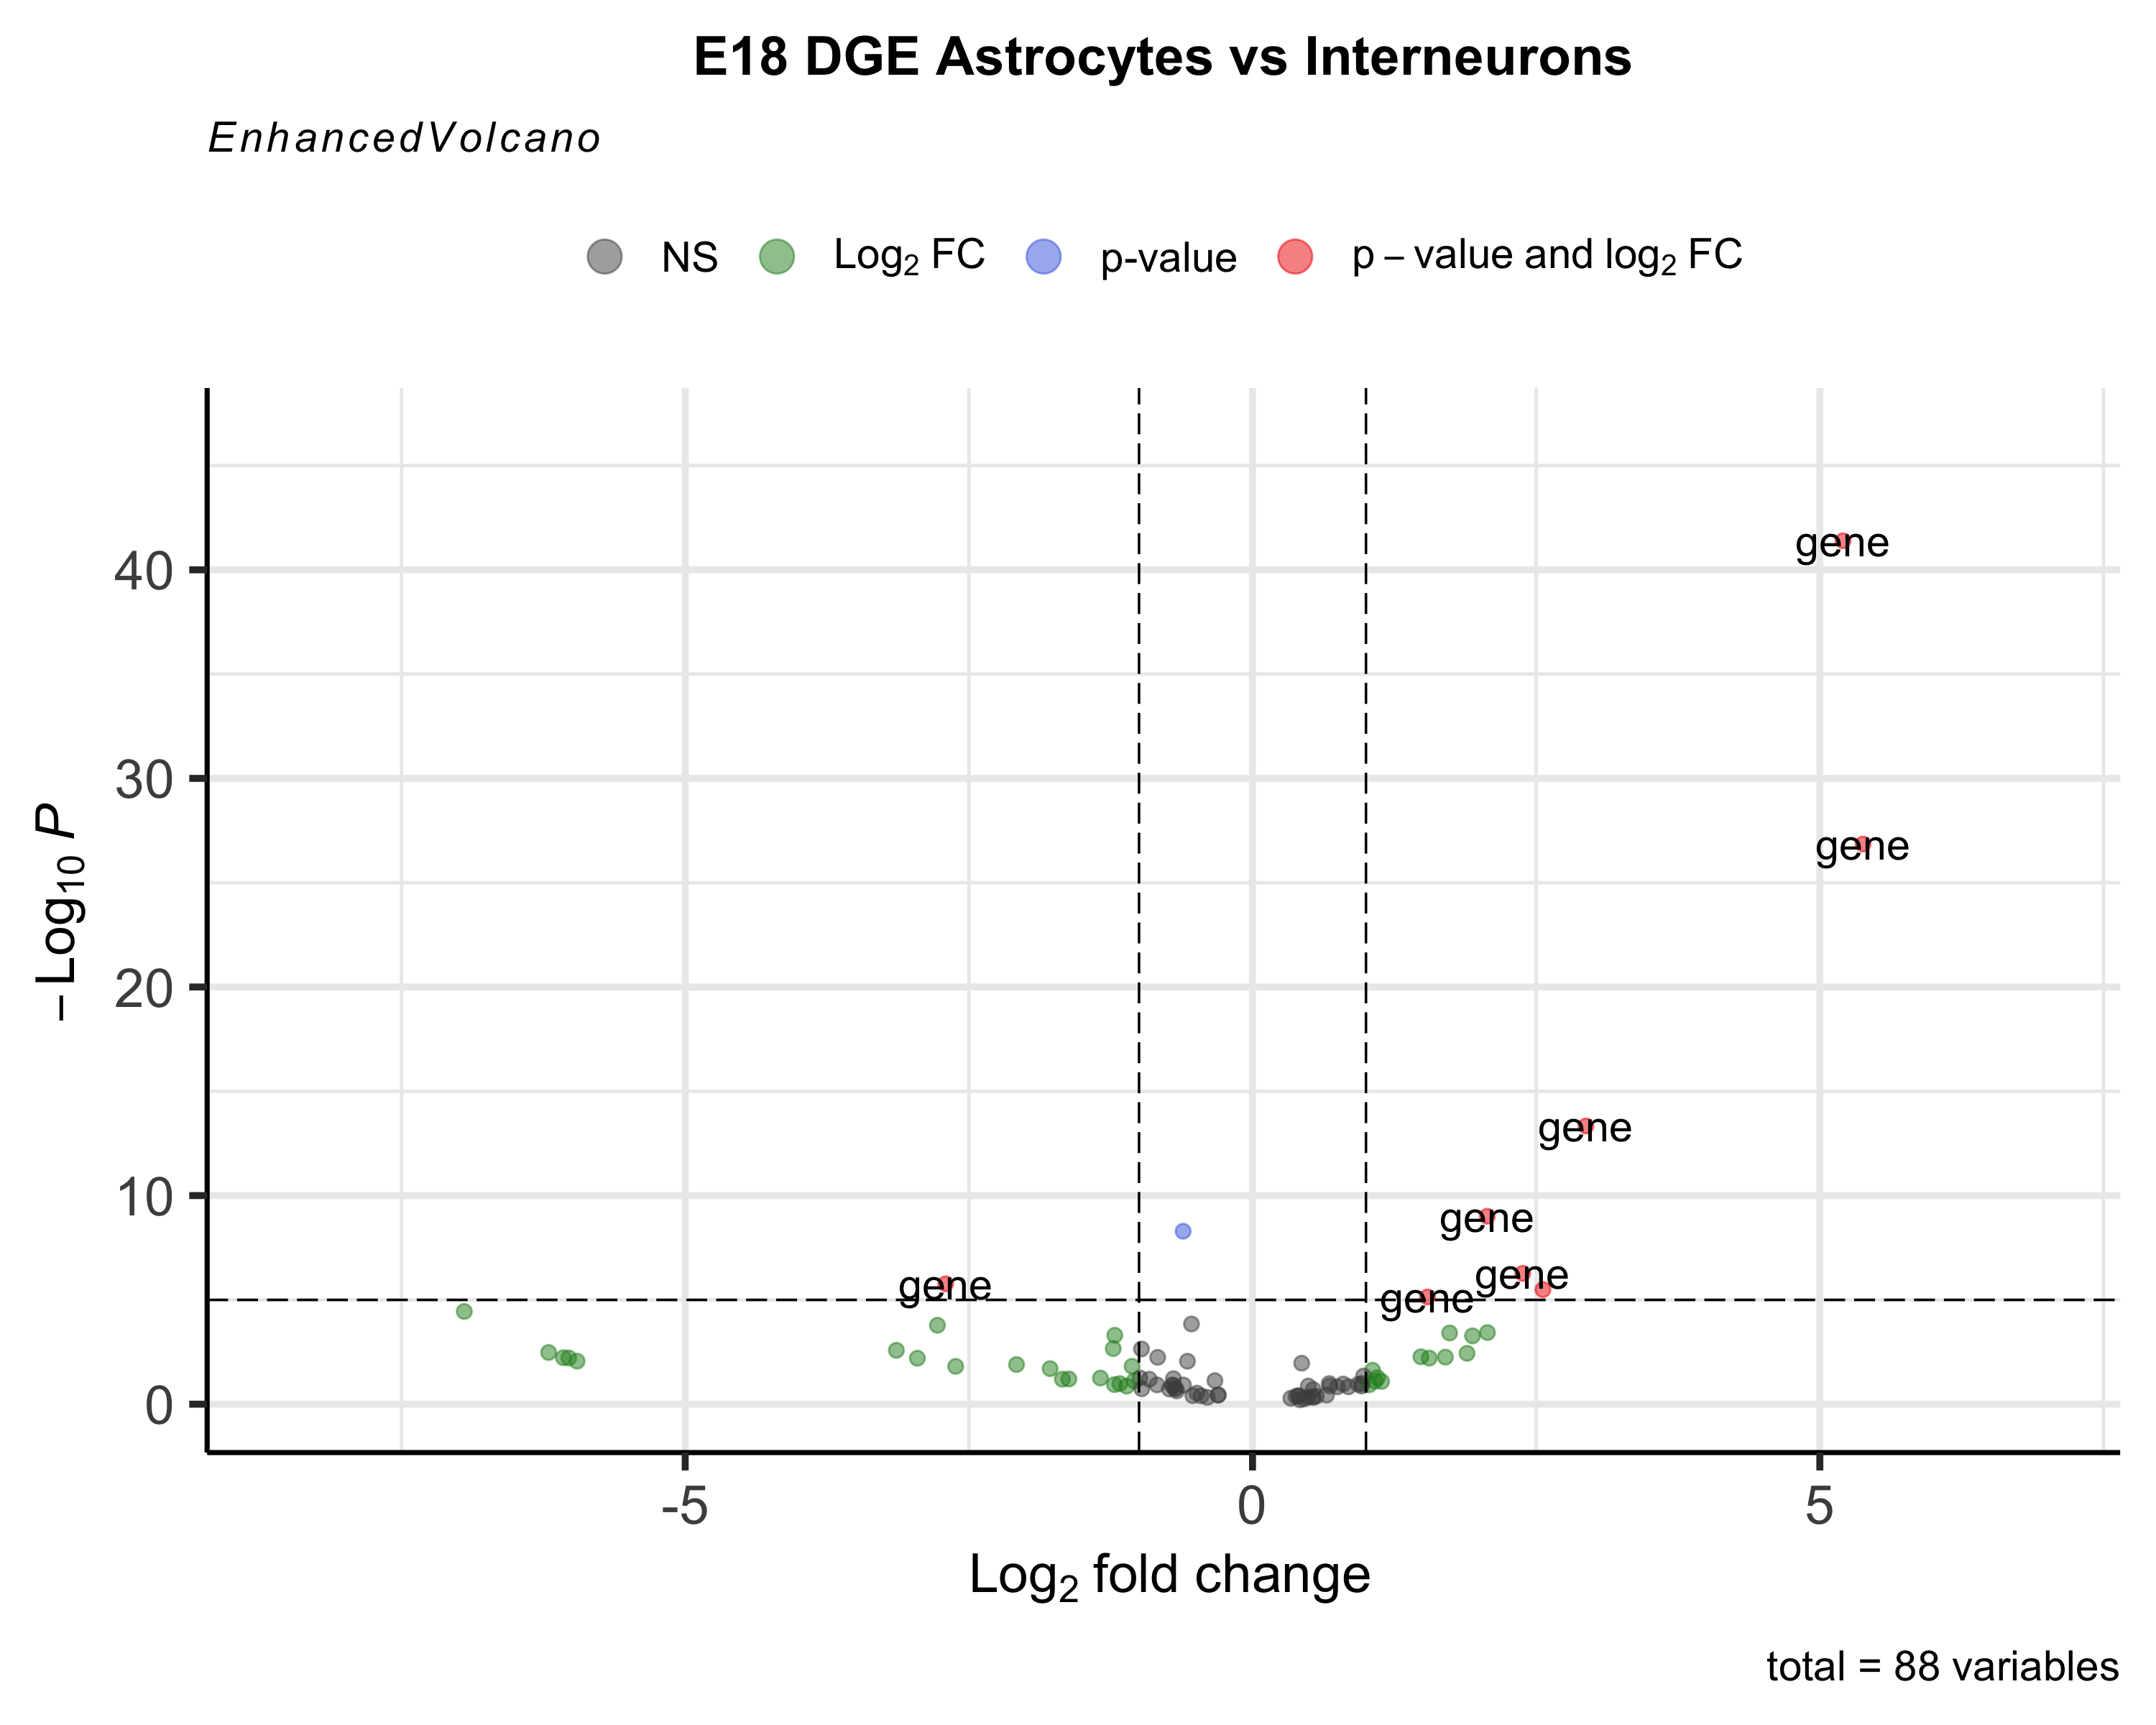 E18 DGE Astrocytes vs Interneurons
EnhancedVolcano
NS Log₂ FC p-value p – value and log₂ FC
– Log₁₀ P
40
30
20
10
0
gene
gene
gene
gene
gene
gene
gene
-5 0 5
Log₂ fold change
total = 88 variables